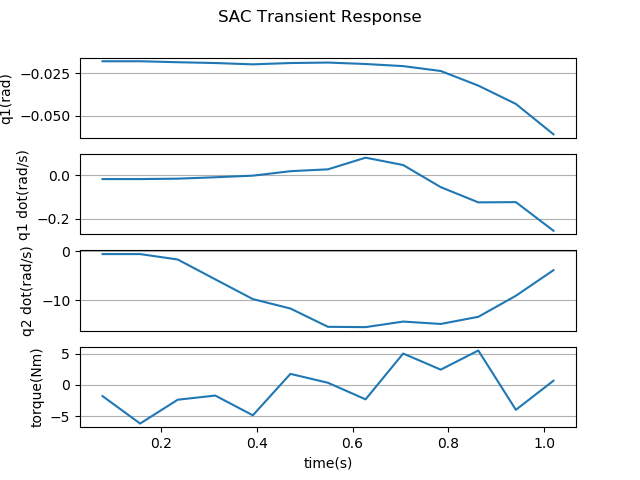 SAC Transient Response
q1(rad)
−0.025
−0.050
q1 dot(rad/s)
0.0
−0.2
q2 dot(rad/s)
0
−10
torque(Nm)
5
0
−5
0.2 0.4 0.6 0.8 1.0
time(s)